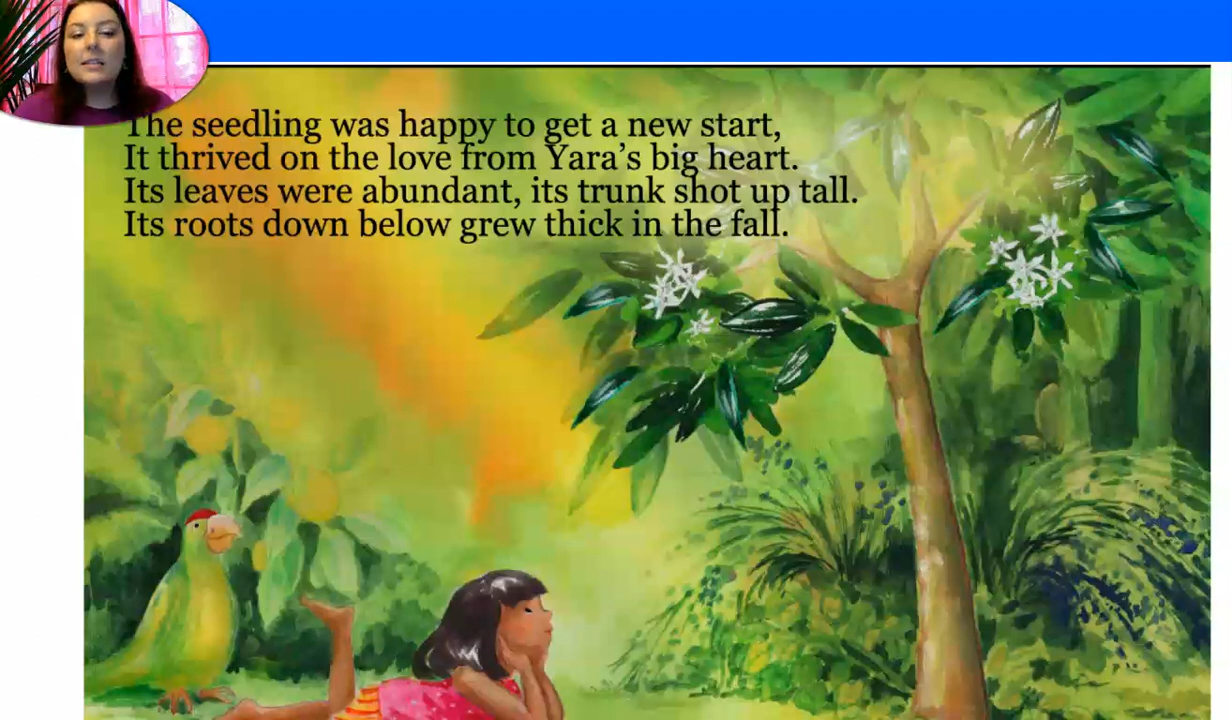 The seedling was happy to get a new start,
It thrived on the love from Yara’s big heart.
Its leaves were abundant, its trunk shot up tall.
Its roots down below grew thick in the fall.